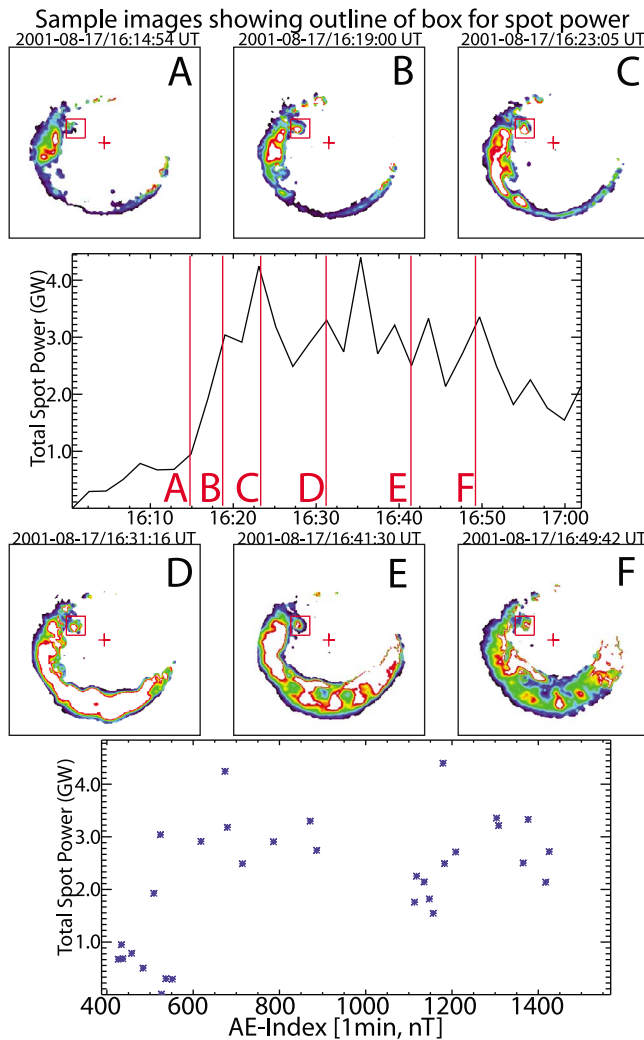 Sample images showing outline of box for spot power
2001-08-17/16:14:54 UT
2001-08-17/16:19:00 UT
2001-08-17/16:23:05 UT
A
B
C
Total Spot Power (GW)
4.0
3.0
2.0
1.0
A
B
C
D
E
F
16:10
16:20
16:30
16:40
16:50
17:00
2001-08-17/16:31:16 UT
2001-08-17/16:41:30 UT
2001-08-17/16:49:42 UT
D
E
F
Total Spot Power (GW)
4.0
3.0
2.0
1.0
400
600
800
1000
1200
1400
AE-Index [1min, nT]